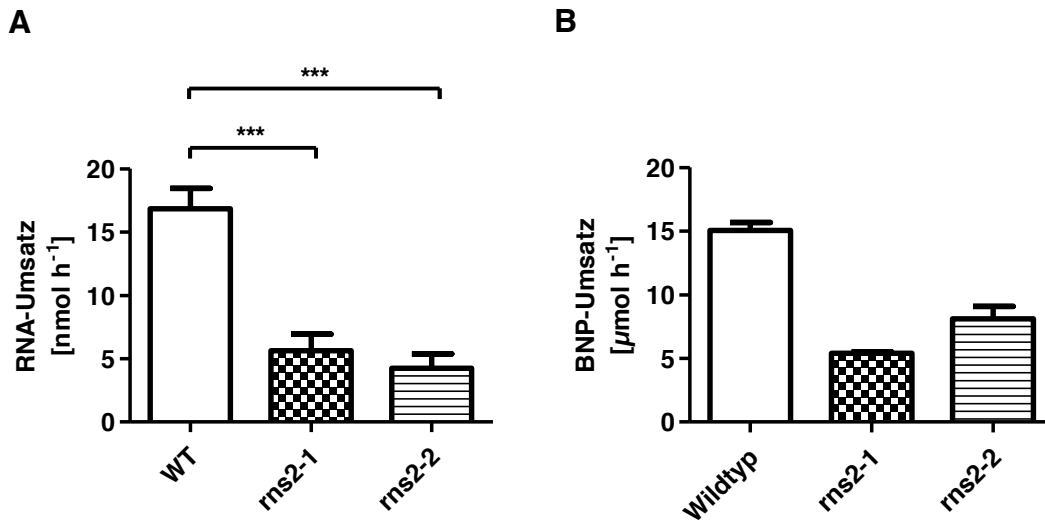 A
B
***
***
20
15
10
5
0
RNA-Umsatz
[nmol h-1]
WT
rns2-1
rns2-2
20
15
10
5
0
BNP-Umsatz
[µmol h-1]
Wildtyp
rns2-1
rns2-2